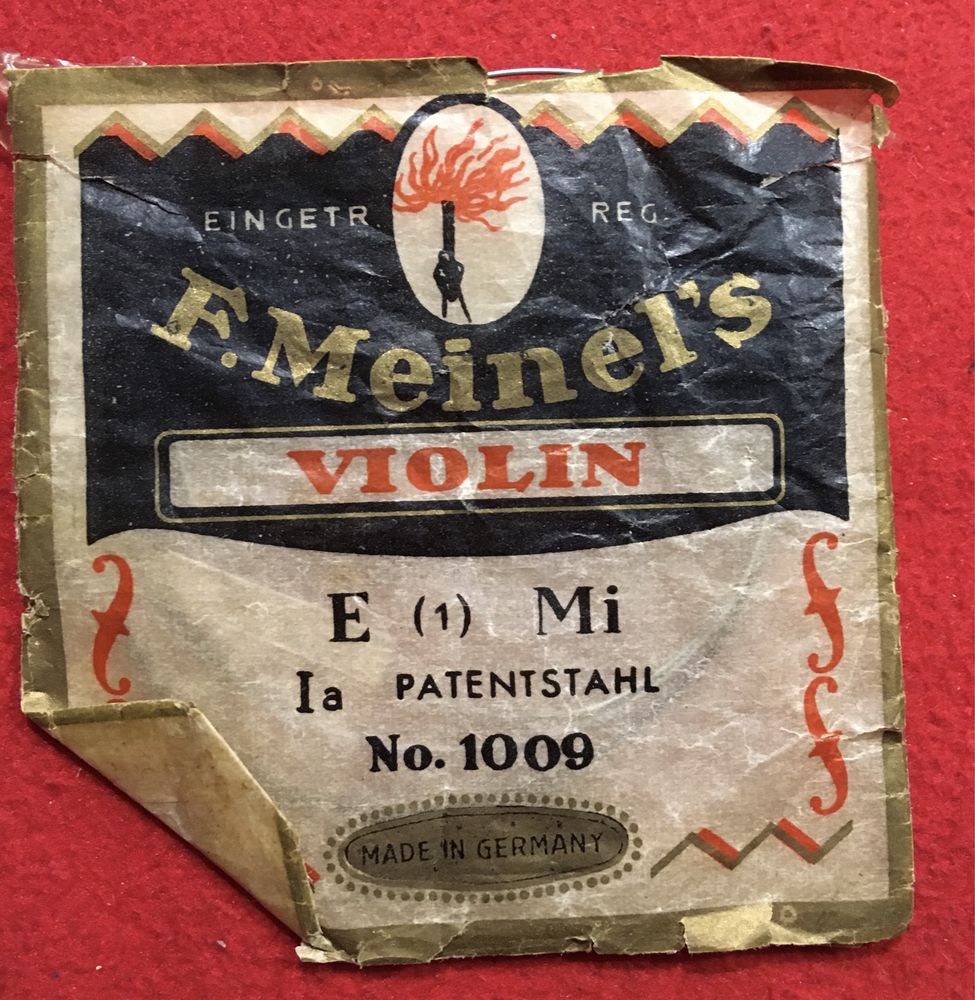 EINGETR REG.
F. Meinel's
VIOLIN
E (1) Mi
Ia PATENTSTAHL
No. 1009
MADE IN GERMANY